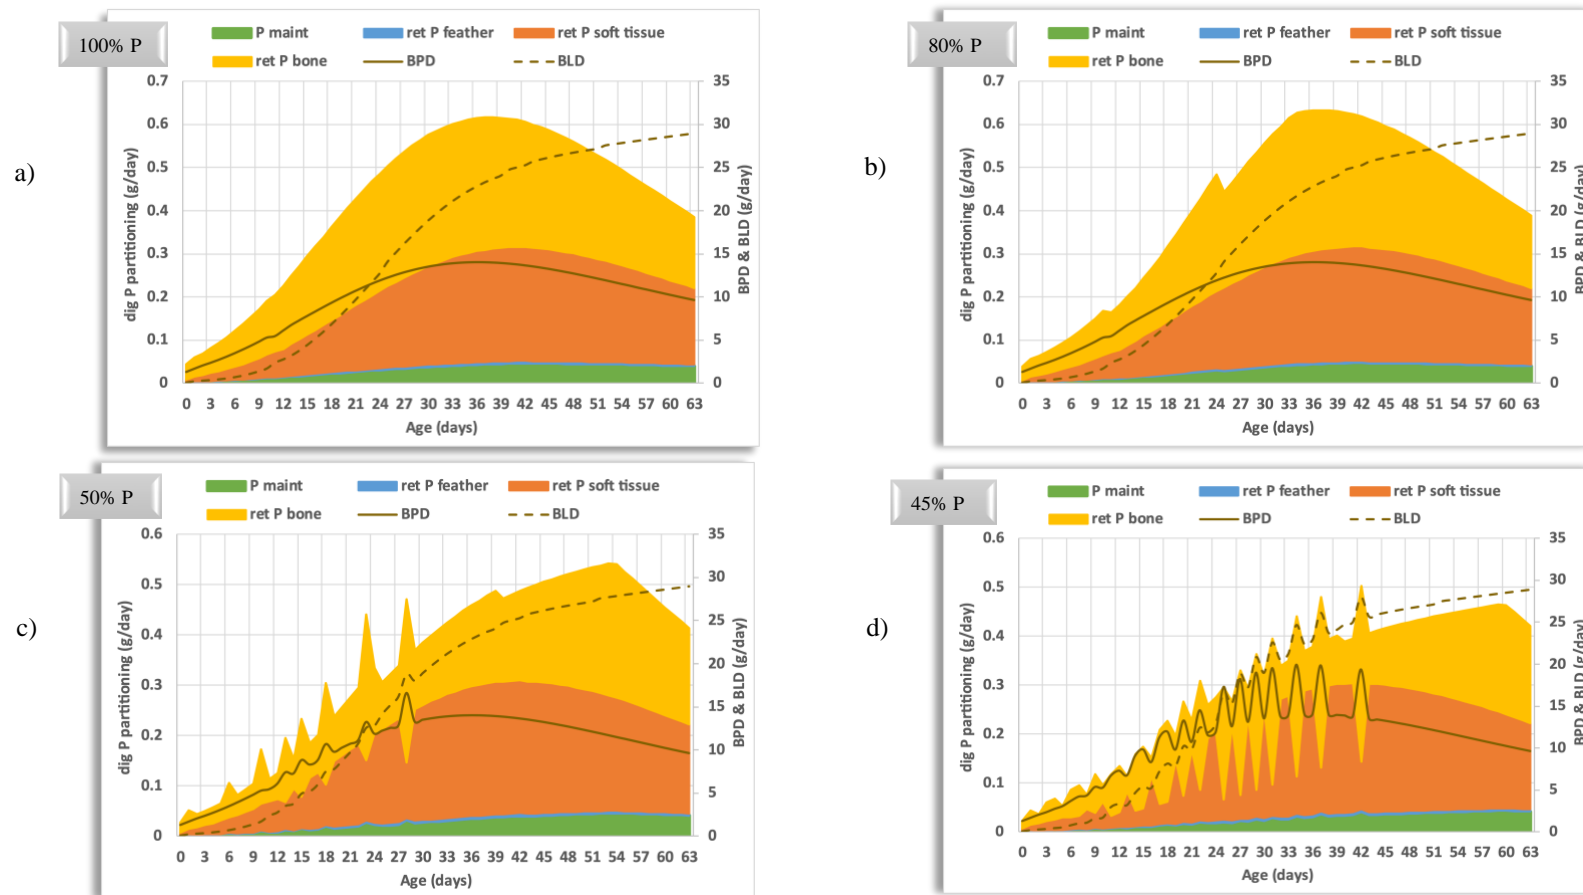 a)
100% P
P maint ret P feather ret P soft tissue
ret P bone BPD BLD
dig P partitioning (g/day)
0.7
0.6
0.5
0.4
0.3
0.2
0.1
0
35
30
25
20
15
10
5
0
BPD & BLD (g/day)
0 3 6 9 12 15 18 21 24 27 30 33 36 39 42 45 48 51 54 57 60 63
Age (days)
b)
80% P
P maint ret P feather ret P soft tissue
ret P bone BPD BLD
dig P partitioning (g/day)
0.7
0.6
0.5
0.4
0.3
0.2
0.1
0
35
30
25
20
15
10
5
0
BPD & BLD (g/day)
0 3 6 9 12 15 18 21 24 27 30 33 36 39 42 45 48 51 54 57 60 63
Age (days)
c)
50% P
P maint ret P feather ret P soft tissue
ret P bone BPD BLD
dig P partitioning (g/day)
0.6
0.5
0.4
0.3
0.2
0.1
0
35
30
25
20
15
10
5
0
BPD & BLD (g/day)
0 3 6 9 12 15 18 21 24 27 30 33 36 39 42 45 48 51 54 57 60 63
Age (days)
d)
45% P
P maint ret P feather ret P soft tissue
ret P bone BPD BLD
dig P partitioning (g/day)
0.6
0.5
0.4
0.3
0.2
0.1
0
35
30
25
20
15
10
5
0
BPD & BLD (g/day)
0 3 6 9 12 15 18 21 24 27 30 33 36 39 42 45 48 51 54 57 60 63
Age (days)